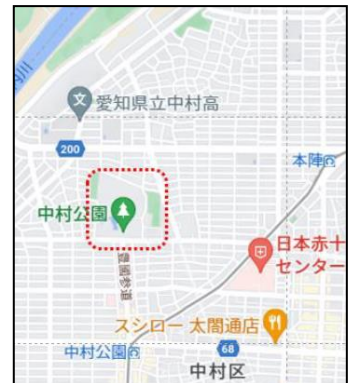 愛知県立中村高
200
本陣
中村公園
日本赤十
センター
豊國参道
スシロー 太閤通店
中村公園
68
中村区